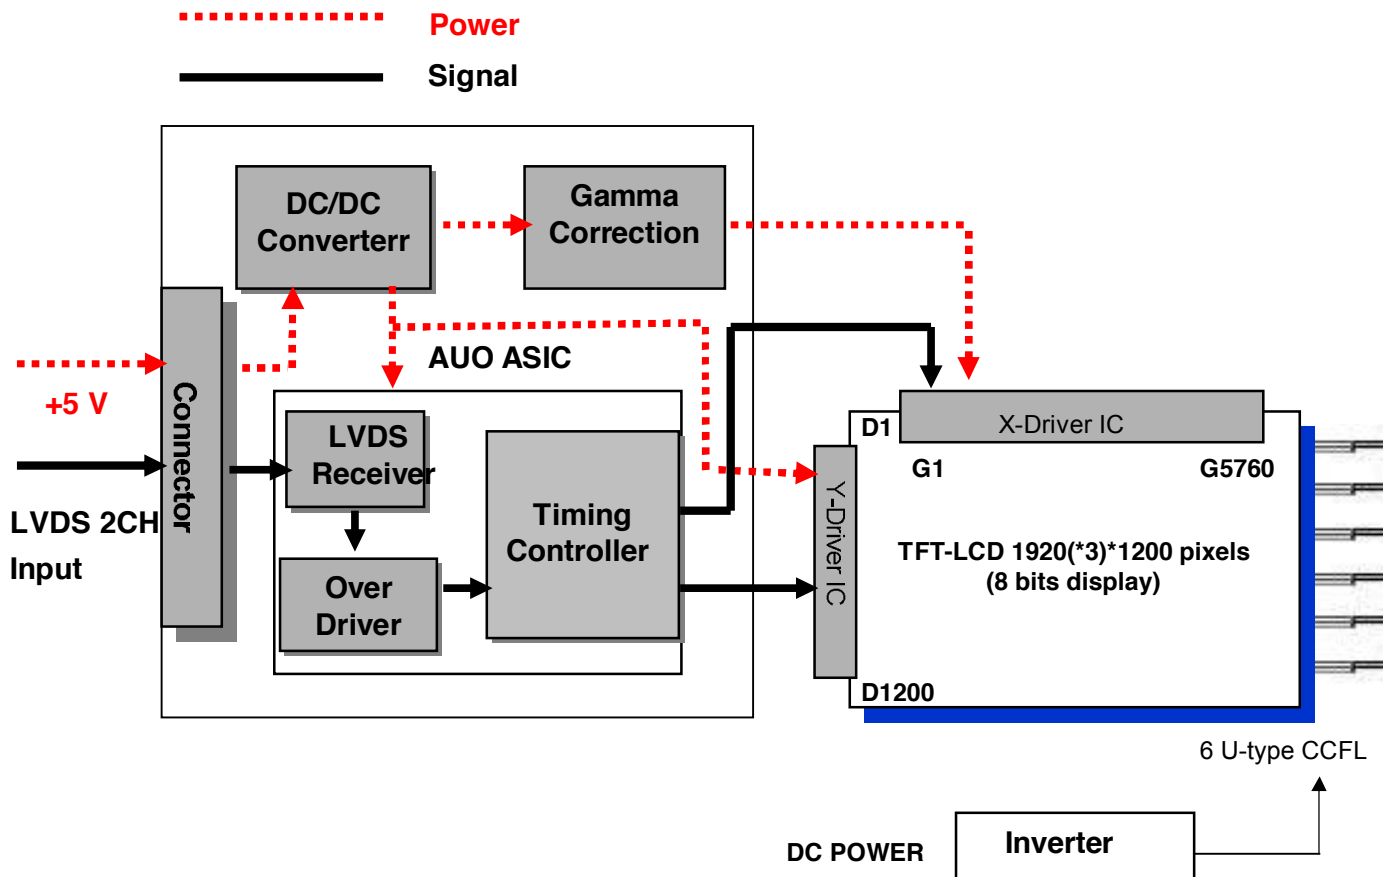 Power
Signal
DC/DC
Converterr
Gamma
Correction
AUO ASIC
+5 V
Connector
LVDS
Receiver
LVDS 2CH
Input
Timing
Controller
Over
Driver
D1
X-Driver IC
G1
G5760
Y-Driver IC
TFT-LCD 1920(*3)*1200 pixels
(8 bits display)
D1200
6 U-type CCFL
DC POWER
Inverter